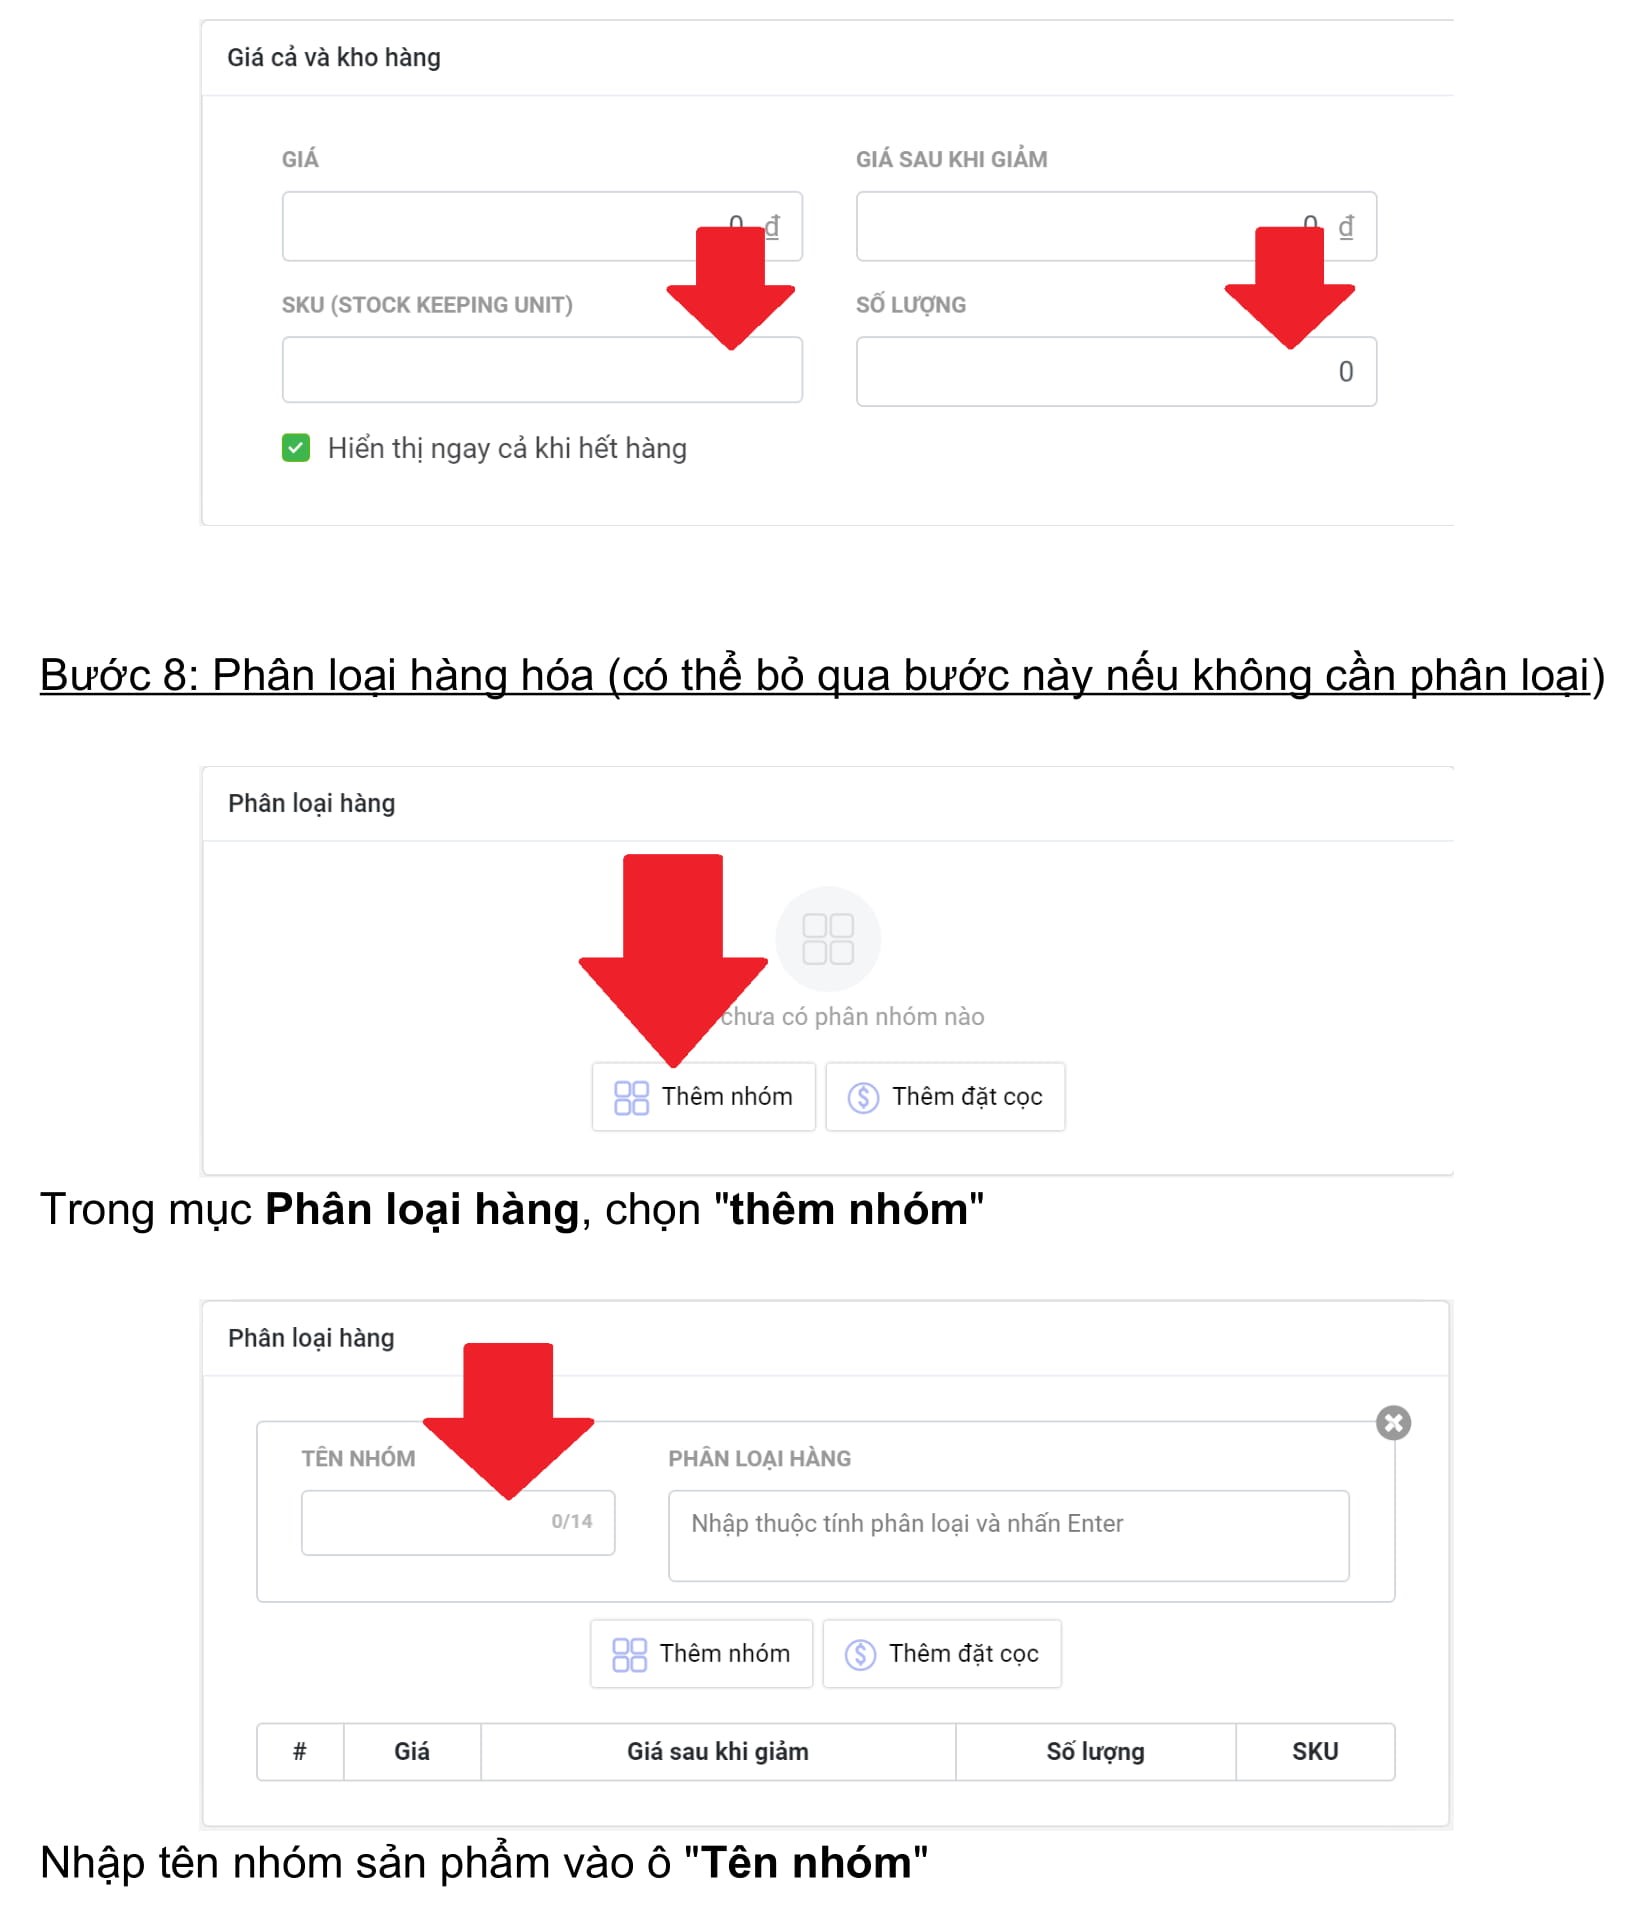 Giá cả và kho hàng
GIÁ GIÁ SAU KHI GIẢM
0 đ 0 đ
SKU (STOCK KEEPING UNIT) SỐ LƯỢNG
0
Hiển thị ngay cả khi hết hàng
Bước 8: Phân loại hàng hóa (có thể bỏ qua bước này nếu không cần phân loại)
Phân loại hàng
chưa có phân nhóm nào
Thêm nhóm Thêm đặt cọc
Trong mục Phân loại hàng, chọn "thêm nhóm"
Phân loại hàng
TÊN NHÓM PHÂN LOẠI HÀNG
0/14 Nhập thuộc tính phân loại và nhấn Enter
Thêm nhóm Thêm đặt cọc
# Giá Giá sau khi giảm Số lượng SKU
Nhập tên nhóm sản phẩm vào ô "Tên nhóm"